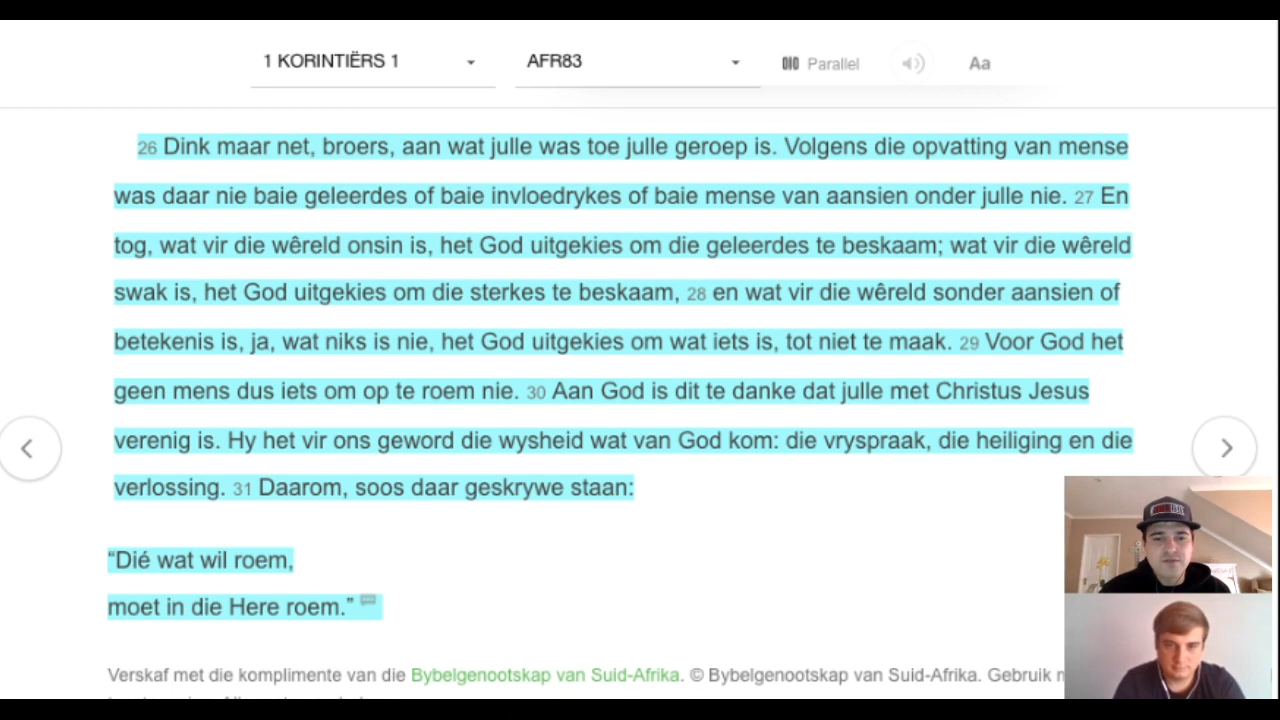 1 KORINTIËRS 1 AFR83 Parallel Aa
26 Dink maar net, broers, aan wat julle was toe julle geroep is. Volgens die opvatting van mense
was daar nie baie geleerdes of baie invloedrykes of baie mense van aansien onder julle nie. 27 En
tog, wat vir die wêreld onsin is, het God uitgekies om die geleerdes te beskaam; wat vir die wêreld
swak is, het God uitgekies om die sterkes te beskaam, 28 en wat vir die wêreld sonder aansien of
betekenis is, ja, wat niks is nie, het God uitgekies om wat iets is, tot niet te maak. 29 Voor God het
geen mens dus iets om op te roem nie. 30 Aan God is dit te danke dat julle met Christus Jesus
verenig is. Hy het vir ons geword die wysheid wat van God kom: die vryspraak, die heiliging en die
verlossing. 31 Daarom, soos daar geskrywe staan:
“Dié wat wil roem,
moet in die Here roem.”
Verskaf met die komplimente van die Bybelgenootskap van Suid-Afrika. © Bybelgenootskap van Suid-Afrika. Gebruik